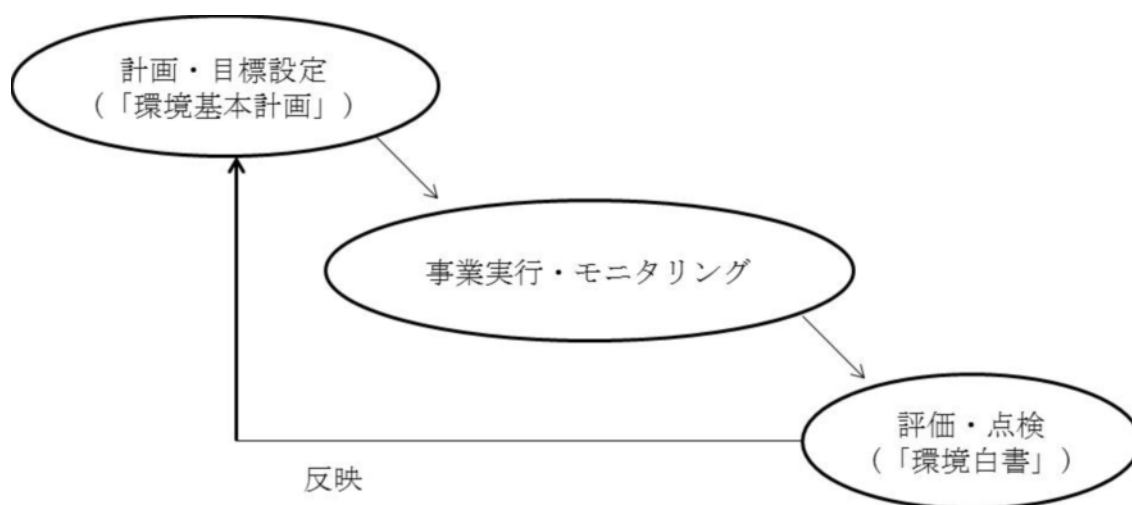 計画・目標設定
（「環境基本計画」）
事業実行・モニタリング
評価・点検
（「環境白書」）
反映